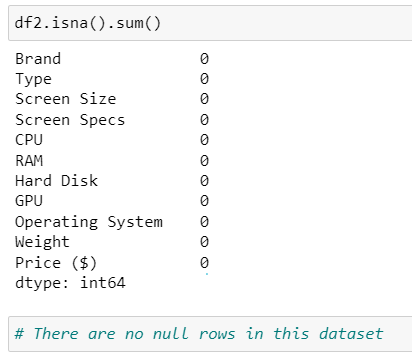 df2.isna().sum()
Brand 0
Type 0
Screen Size 0
Screen Specs 0
CPU 0
RAM 0
Hard Disk 0
GPU 0
Operating System 0
Weight 0
Price ($) 0
dtype: int64
# There are no null rows in this dataset